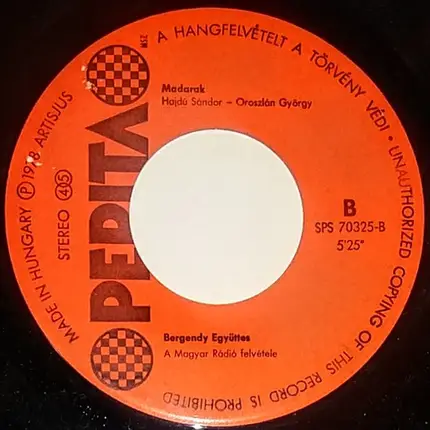 A HANGFELVÉTELT A TÖRVÉNY VÉDI • UNAUTHORIZED COPYING OF THIS RECORD IS PROHIBITED
MADE IN HUNGARY Ⓟ 1978 ARTISJUS
STEREO 45
PEPITA
MSZ
Madarak
Hajdú Sándor – Oroszlán György
B
SPS 70325-B
5'25"
Bergendy Együttes
A Magyar Rádió felvétele